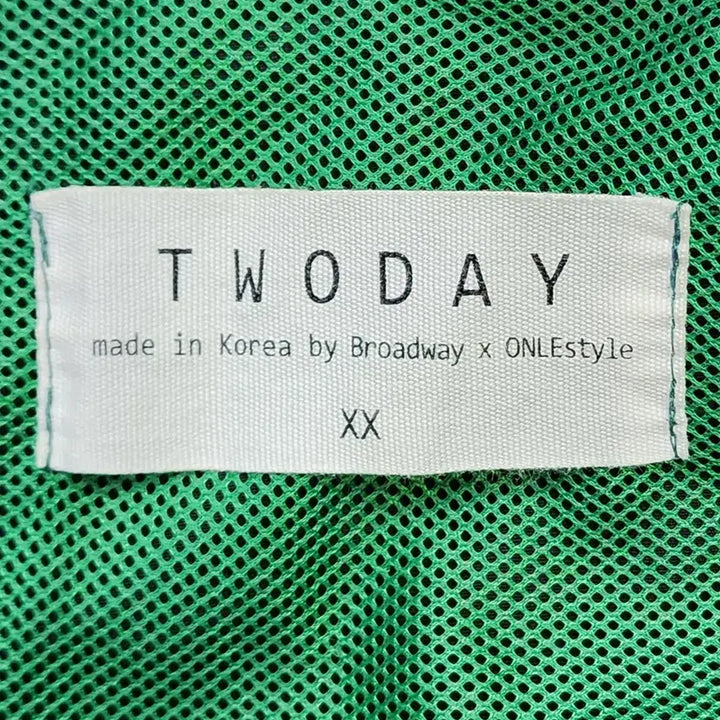 TWODAY
made in Korea by Broadway x ONLEstyle
XX